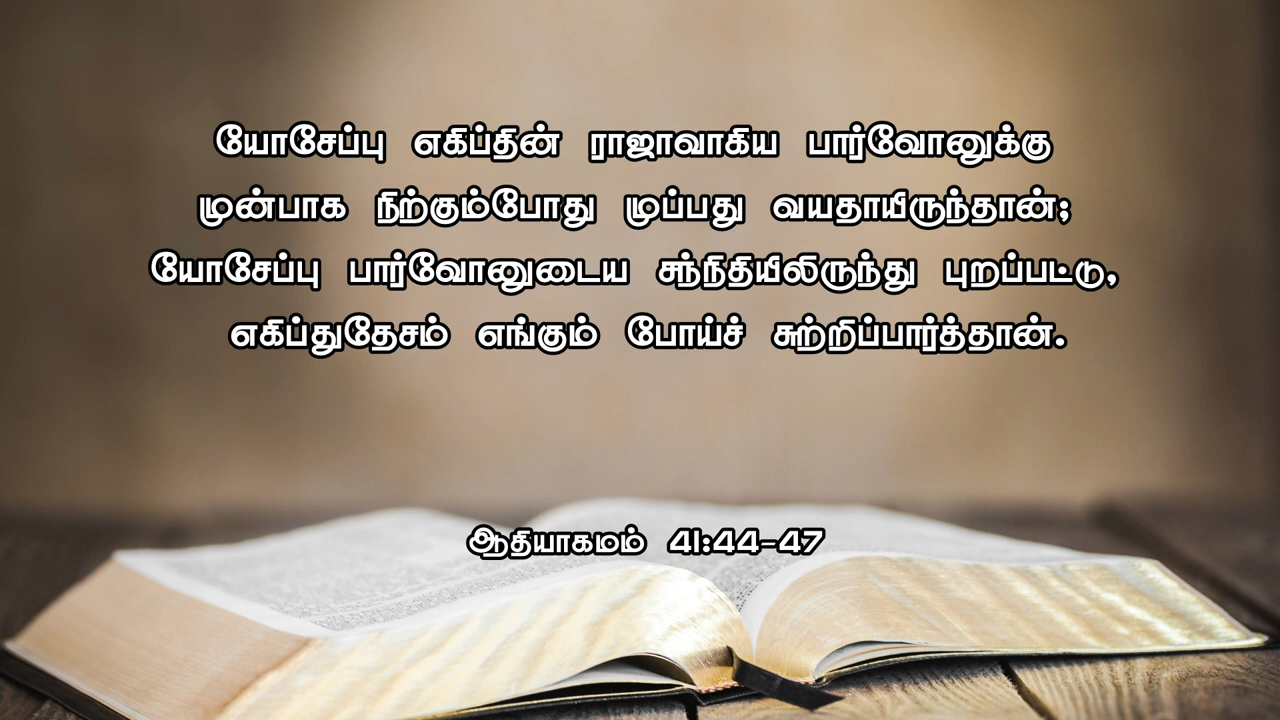 யோசேப்பு எகிப்தின் ராஜாவாகிய பார்வோனுக்கு
முன்பாக நிற்கும்போது முப்பது வயதாயிருந்தான்;
யோசேப்பு பார்வோனுடைய சந்நிதியிலிருந்து புறப்பட்டு,
எகிப்துதேசம் எங்கும் போய்ச் சுற்றிப்பார்த்தான்.
ஆதியாகமம் 41:44-47